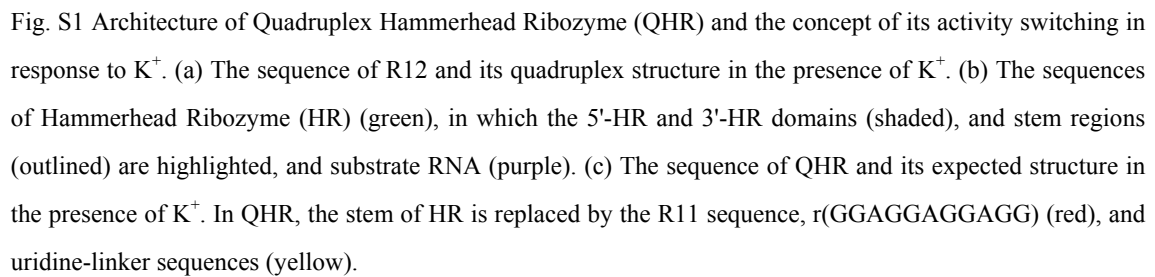 Fig. S1 Architecture of Quadruplex Hammerhead Ribozyme (QHR) and the concept of its activity switching in
response to K⁺. (a) The sequence of R12 and its quadruplex structure in the presence of K⁺. (b) The sequences
of Hammerhead Ribozyme (HR) (green), in which the 5'-HR and 3'-HR domains (shaded), and stem regions
(outlined) are highlighted, and substrate RNA (purple). (c) The sequence of QHR and its expected structure in
the presence of K⁺. In QHR, the stem of HR is replaced by the R11 sequence, r(GGAGGAGGAGG) (red), and
uridine-linker sequences (yellow).